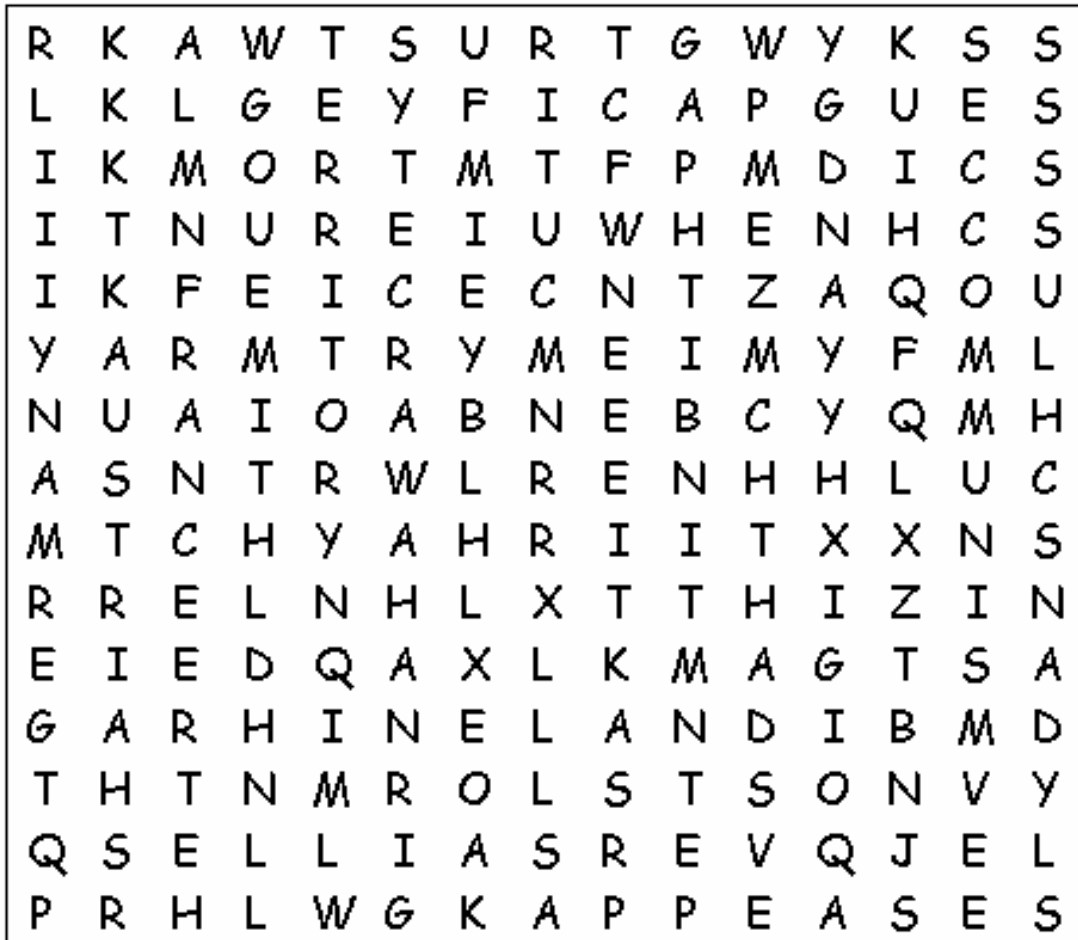 R K A W T S U R T G W Y K S S
L K L G E Y F I C A P G U E S
I K M O R T M T F P M D I C S
I T N U R E I U W H E N H C S
I K F E I C E C N T Z A Q O U
Y A R M T R Y M E I M Y F M L
N U A I O A B N E B C Y Q M H
A S N T R W L R E N H H L U C
M T C H Y A H R I I T X X N S
R R E L N H L X T T H I Z I N
E I E D Q A X L K M A G T S A
G A R H I N E L A N D I B M D
T H T N M R O L S T S O N V Y
Q S E L L I A S R E V Q J E L
P R H L W G K A P P E A S E S